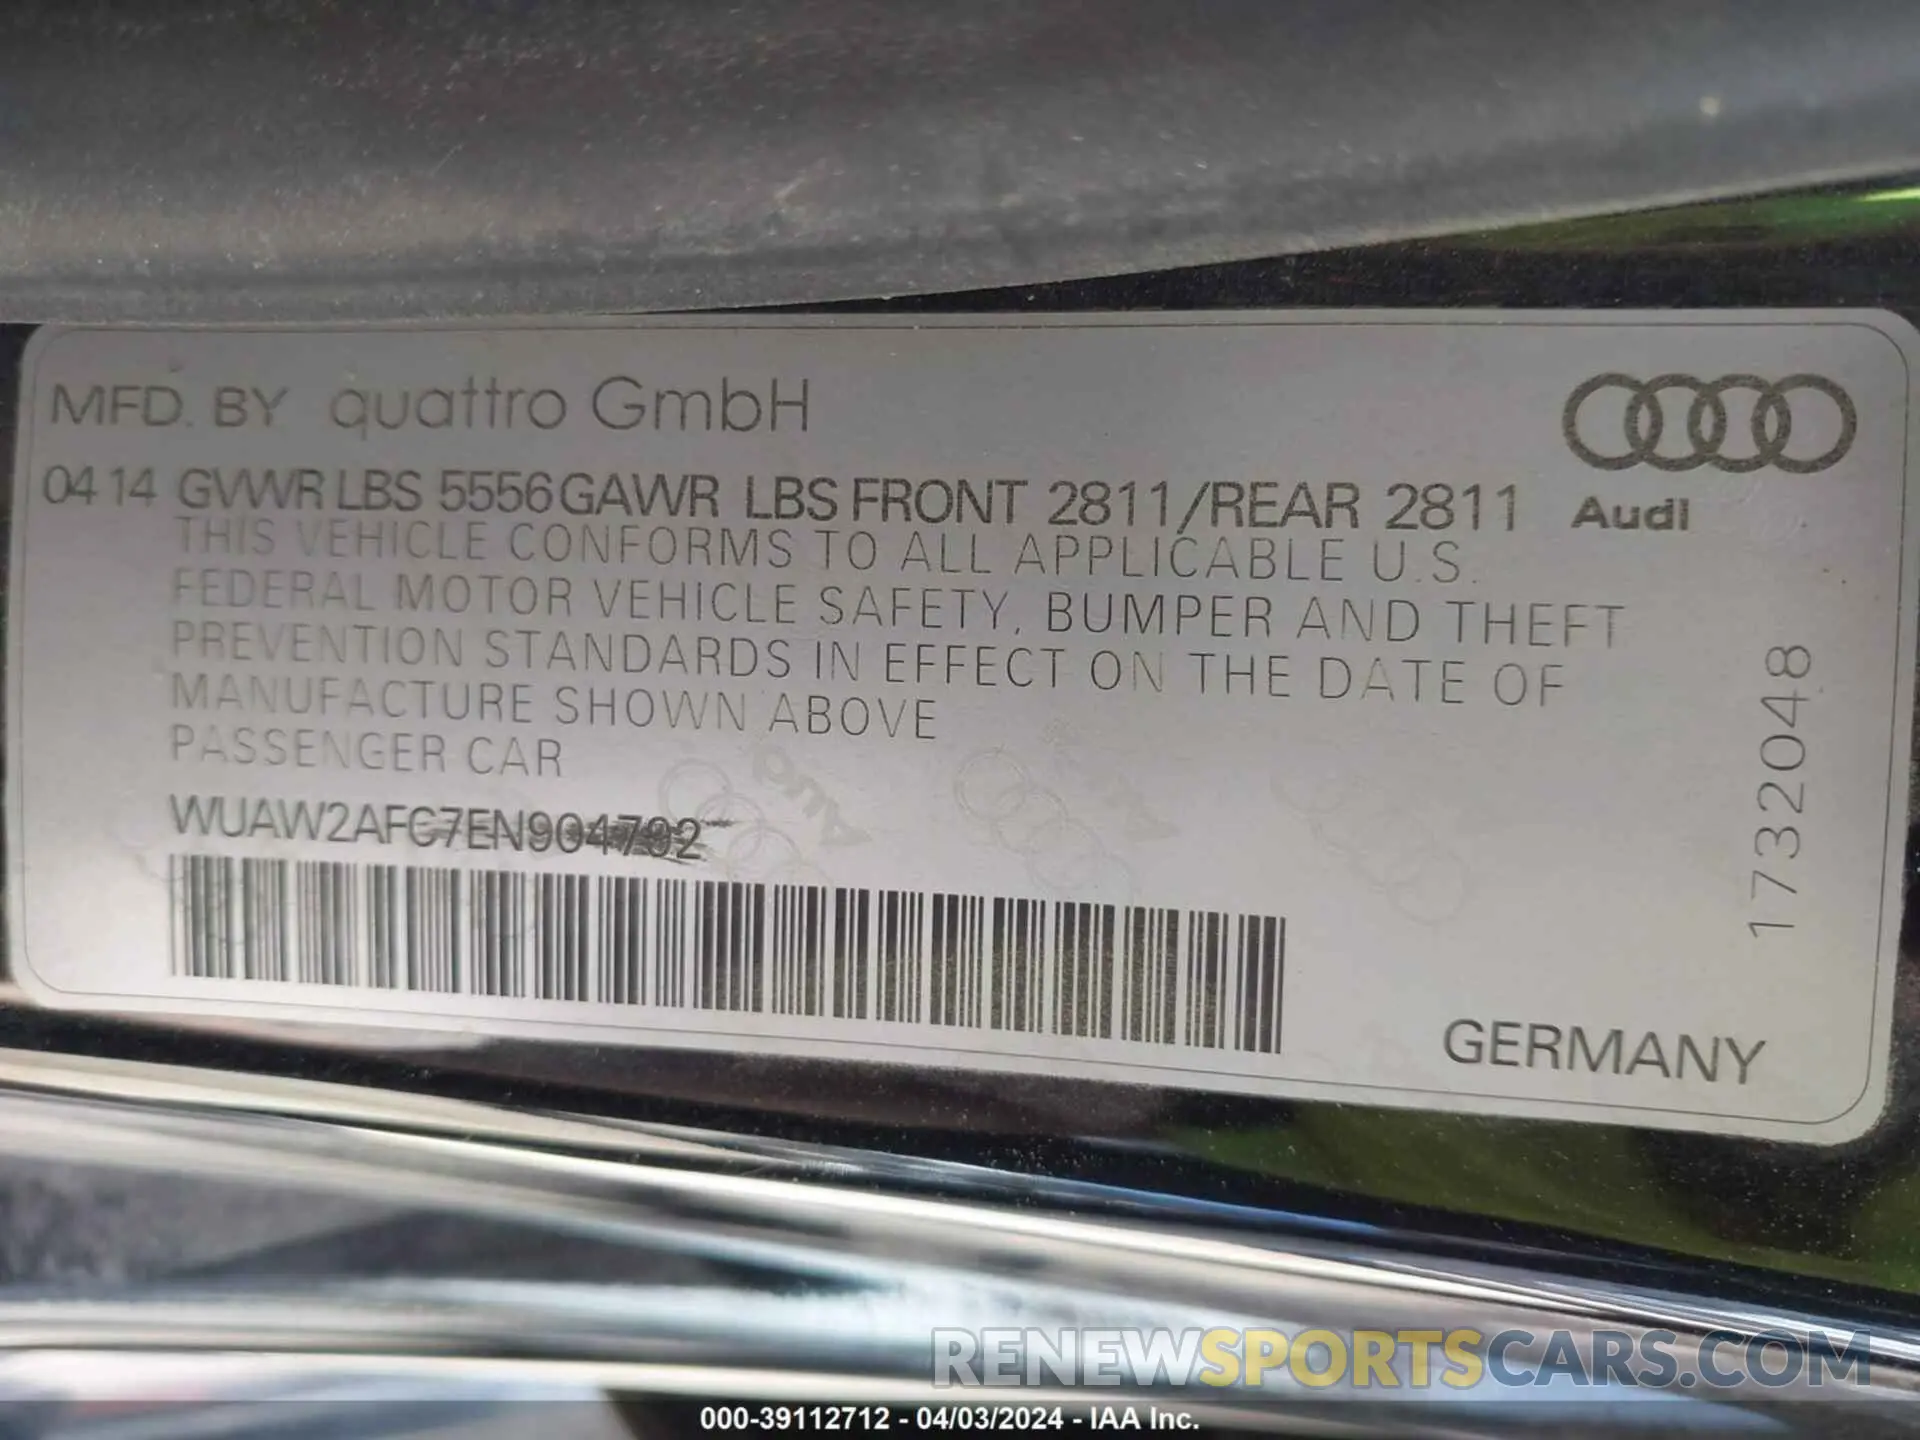 MFD. BY quattro GmbH
04 14 GVWR LBS 5556 GAWR LBS FRONT 2811/REAR 2811
Audi
THIS VEHICLE CONFORMS TO ALL APPLICABLE U.S.
FEDERAL MOTOR VEHICLE SAFETY, BUMPER AND THEFT
PREVENTION STANDARDS IN EFFECT ON THE DATE OF
MANUFACTURE SHOWN ABOVE
PASSENGER CAR
WUAW2AFC7EN904792
1732048
GERMANY
RENEWSPORTSCARS.COM
000-39112712 - 04/03/2024 - IAA Inc.